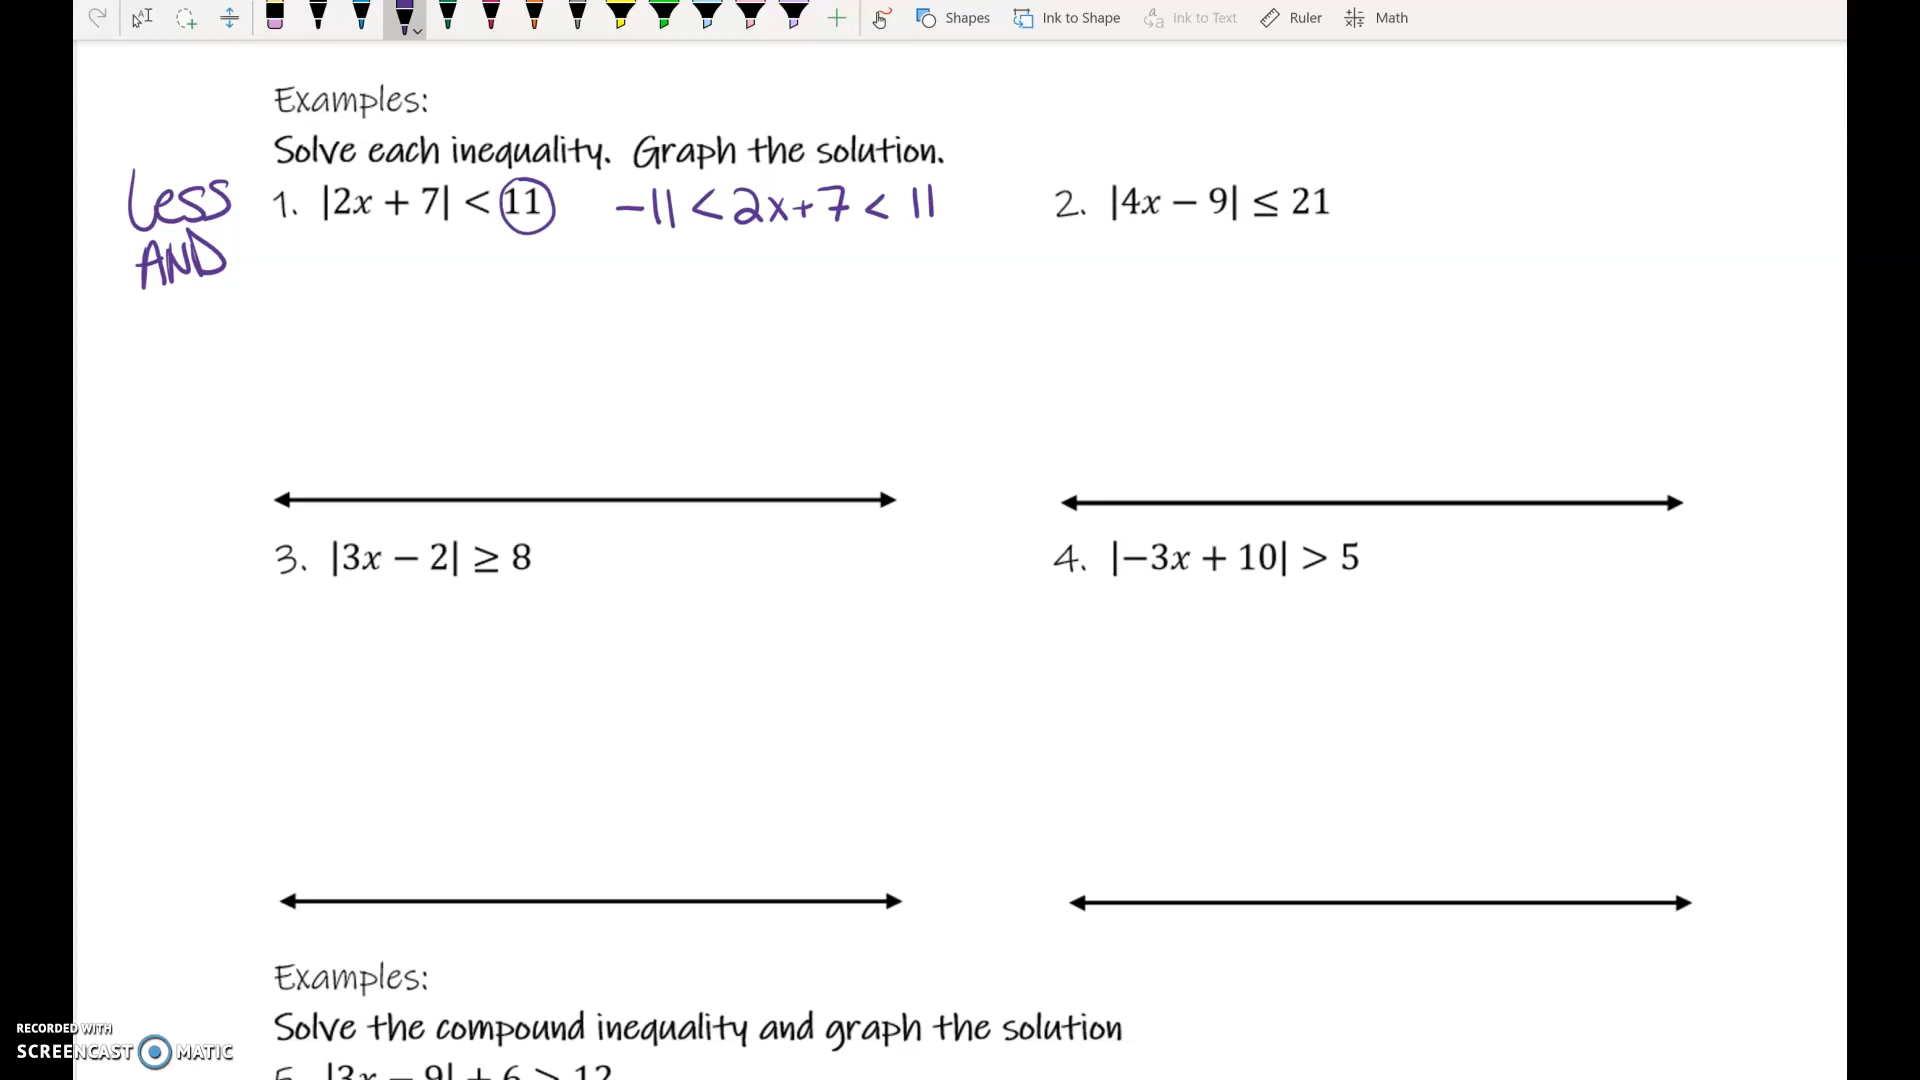 Shapes Ink to Shape Ink to Text Ruler Math
Examples:
Solve each inequality. Graph the solution.
Less
AND
1. |2x + 7| < 11 -11 < 2x+7 < 11
2. |4x − 9| ≤ 21
3. |3x − 2| ≥ 8
4. |−3x + 10| > 5
Examples:
Solve the compound inequality and graph the solution
RECORDED WITH
SCREENCAST MATIC